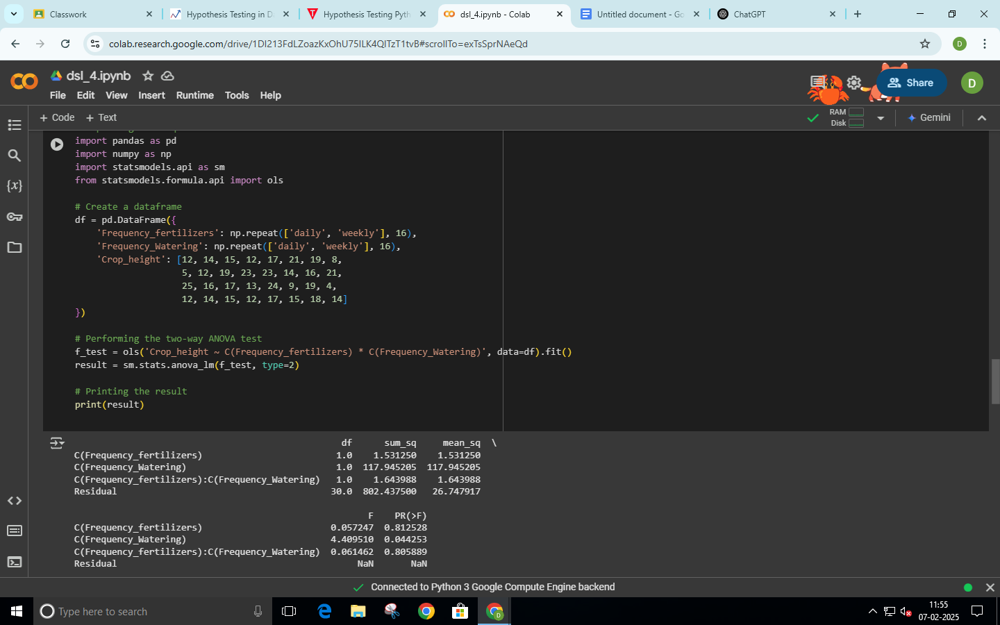 Classwork
Hypothesis Testing in D
Hypothesis Testing Pyth
dsl_4.ipynb - Colab
Untitled document - Go
ChatGPT
colab.research.google.com/drive/1DI213FdLZoazKxOhU75ILK4QlTzT1tvB#scrollTo=exTsSprNAeQd
D
dsl_4.ipynb
Share
D
File Edit View Insert Runtime Tools Help
+ Code + Text
RAM
Disk
Gemini
import pandas as pd
import numpy as np
import statsmodels.api as sm
from statsmodels.formula.api import ols
# Create a dataframe
df = pd.DataFrame({
'Frequency_fertilizers': np.repeat(['daily', 'weekly'], 16),
'Frequency_Watering': np.repeat(['daily', 'weekly'], 16),
'Crop_height': [12, 14, 15, 12, 17, 21, 19, 8,
5, 12, 19, 23, 23, 14, 16, 21,
25, 16, 17, 13, 24, 9, 19, 4,
12, 14, 15, 12, 17, 15, 18, 14]
})
# Performing the two-way ANOVA test
f_test = ols('Crop_height ~ C(Frequency_fertilizers) * C(Frequency_Watering)', data=df).fit()
result = sm.stats.anova_lm(f_test, type=2)
# Printing the result
print(result)
df sum_sq mean_sq \
C(Frequency_fertilizers) 1.0 1.531250 1.531250
C(Frequency_Watering) 1.0 117.945205 117.945205
C(Frequency_fertilizers):C(Frequency_Watering) 1.0 1.643988 1.643988
Residual 30.0 802.437500 26.747917
F PR(>F)
C(Frequency_fertilizers) 0.057247 0.812528
C(Frequency_Watering) 4.409510 0.044253
C(Frequency_fertilizers):C(Frequency_Watering) 0.061462 0.805889
Residual NaN NaN
Connected to Python 3 Google Compute Engine backend
Type here to search
11:55
07-02-2025